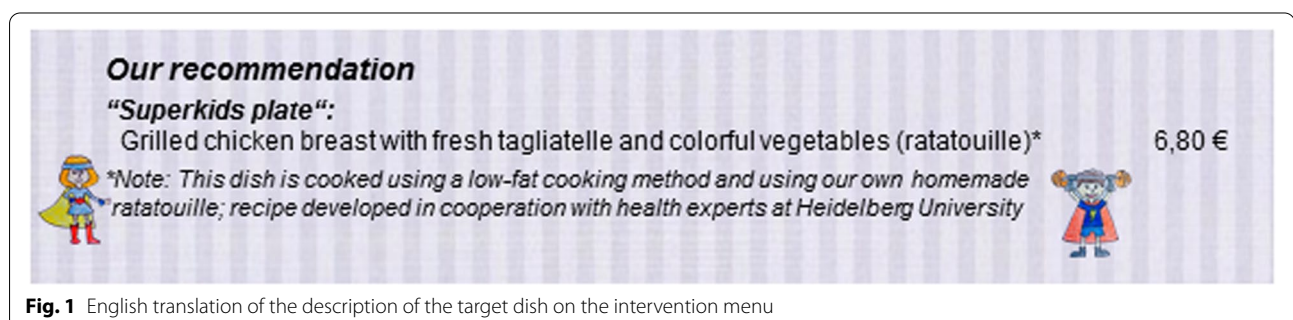 Our recommendation
“Superkids plate“:
Grilled chicken breast with fresh tagliatelle and colorful vegetables (ratatouille)* 6,80 €
*Note: This dish is cooked using a low-fat cooking method and using our own homemade
ratatouille; recipe developed in cooperation with health experts at Heidelberg University
Fig. 1 English translation of the description of the target dish on the intervention menu